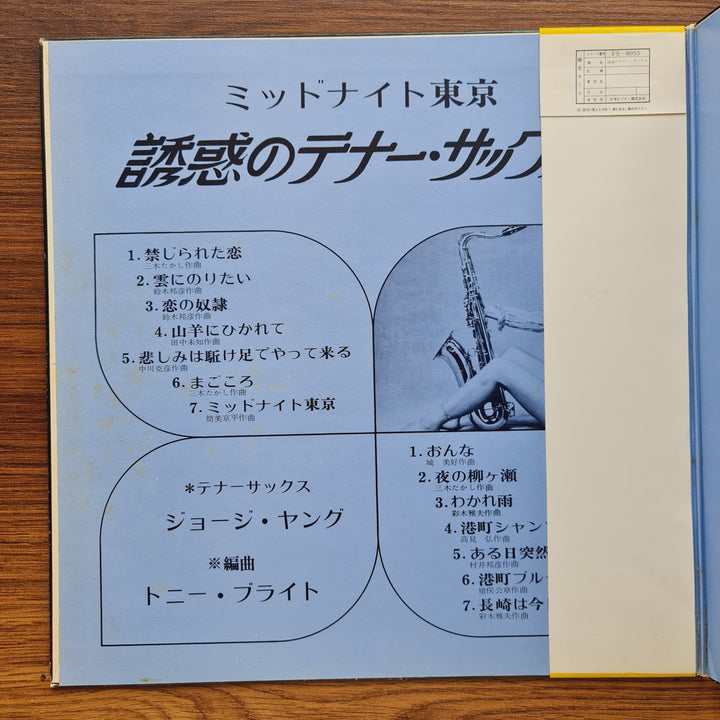 ミッドナイト東京
誘惑のテナー・サック
1.禁じられた恋
三木たかし作曲
2.雲にのりたい
鈴木邦彦作曲
3.恋の奴隷
鈴木邦彦作曲
4.山羊にひかれて
田中未知作曲
5.悲しみは駈け足でやって来る
中川克彦作曲
6.まごころ
三木たかし作曲
7.ミッドナイト東京
筒美京平作曲
*テナーサックス
ジョージ・ヤング
※編曲
トニー・ブライト
1.おんな
城 美好作曲
2.夜の柳ヶ瀬
三木たかし作曲
3.わかれ雨
彩木雅夫作曲
4.港町シャン
高見 弘作曲
5.ある日突然
村井邦彦作曲
6.港町ブル
猪俣公章作曲
7.長崎は今
彩木雅夫作曲
FS-8055